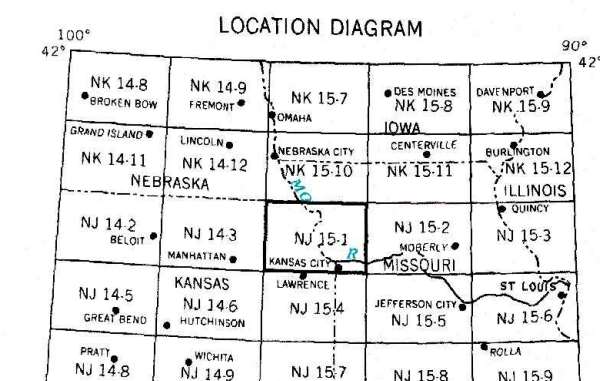 LOCATION DIAGRAM
100°
90°
42°
42°
NK 14-8
BROKEN BOW
NK 14-9
FREMONT
NK 15-7
OMAHA
DES MOINES
NK 15-8
IOWA
DAVENPORT
NK 15-9
GRAND ISLAND
NK 14-11
LINCOLN
NK 14-12
NEBRASKA
NEBRASKA CITY
NK 15-10
MO
CENTERVILLE
NK 15-11
BURLINGTON
NK 15-12
ILLINOIS
NJ 14-2
BELOIT
NJ 14-3
MANHATTAN
NJ 15-1
R
KANSAS CITY
NJ 15-2
MOBERLY
MISSOURI
QUINCY
NJ 15-3
NJ 14-5
GREAT BEND
KANSAS
NJ 14-6
HUTCHINSON
LAWRENCE
NJ 15-4
JEFFERSON CITY
NJ 15-5
ST LOUIS
NJ 15-6
PRATT
NJ 14-8
WICHITA
NJ 14-9
NJ 15-7
NJ 15-8
ROLLA
NJ 15-9